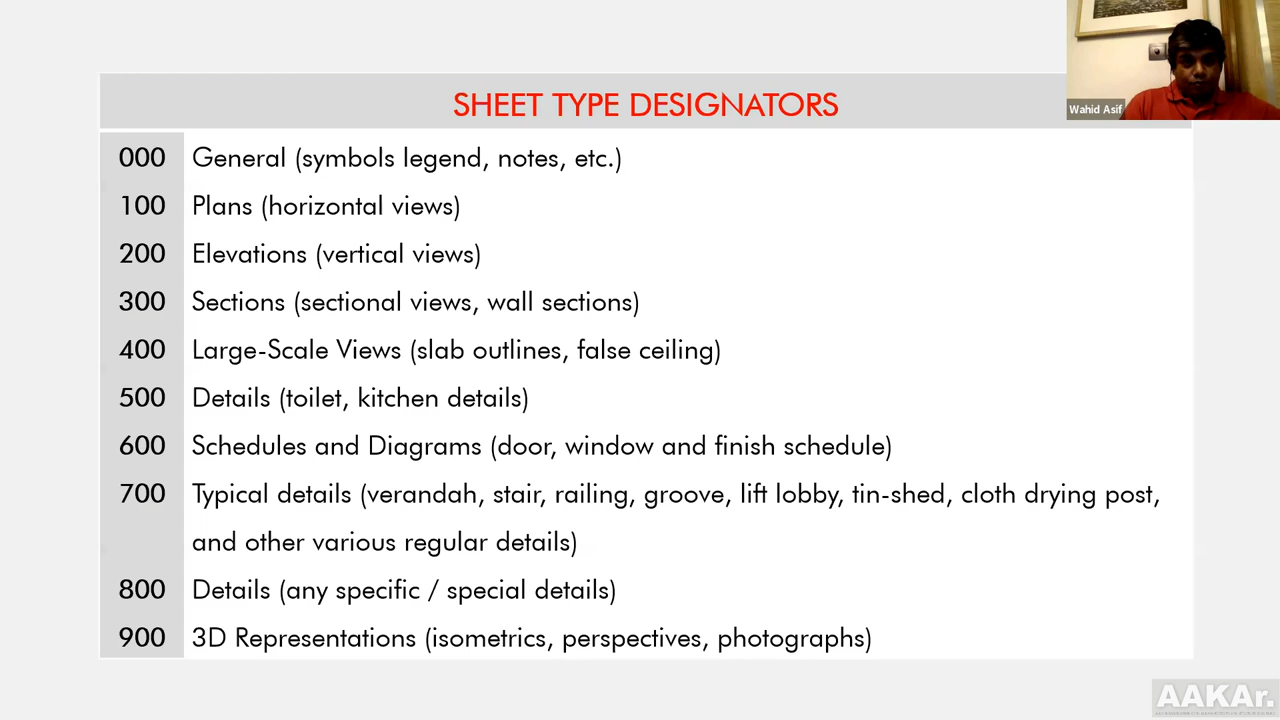 SHEET TYPE DESIGNATORS
Wahid Asif
000 General (symbols legend, notes, etc.)
100 Plans (horizontal views)
200 Elevations (vertical views)
300 Sections (sectional views, wall sections)
400 Large-Scale Views (slab outlines, false ceiling)
500 Details (toilet, kitchen details)
600 Schedules and Diagrams (door, window and finish schedule)
700 Typical details (verandah, stair, railing, groove, lift lobby, tin-shed, cloth drying post,
and other various regular details)
800 Details (any specific / special details)
900 3D Representations (isometrics, perspectives, photographs)
AAKAr.